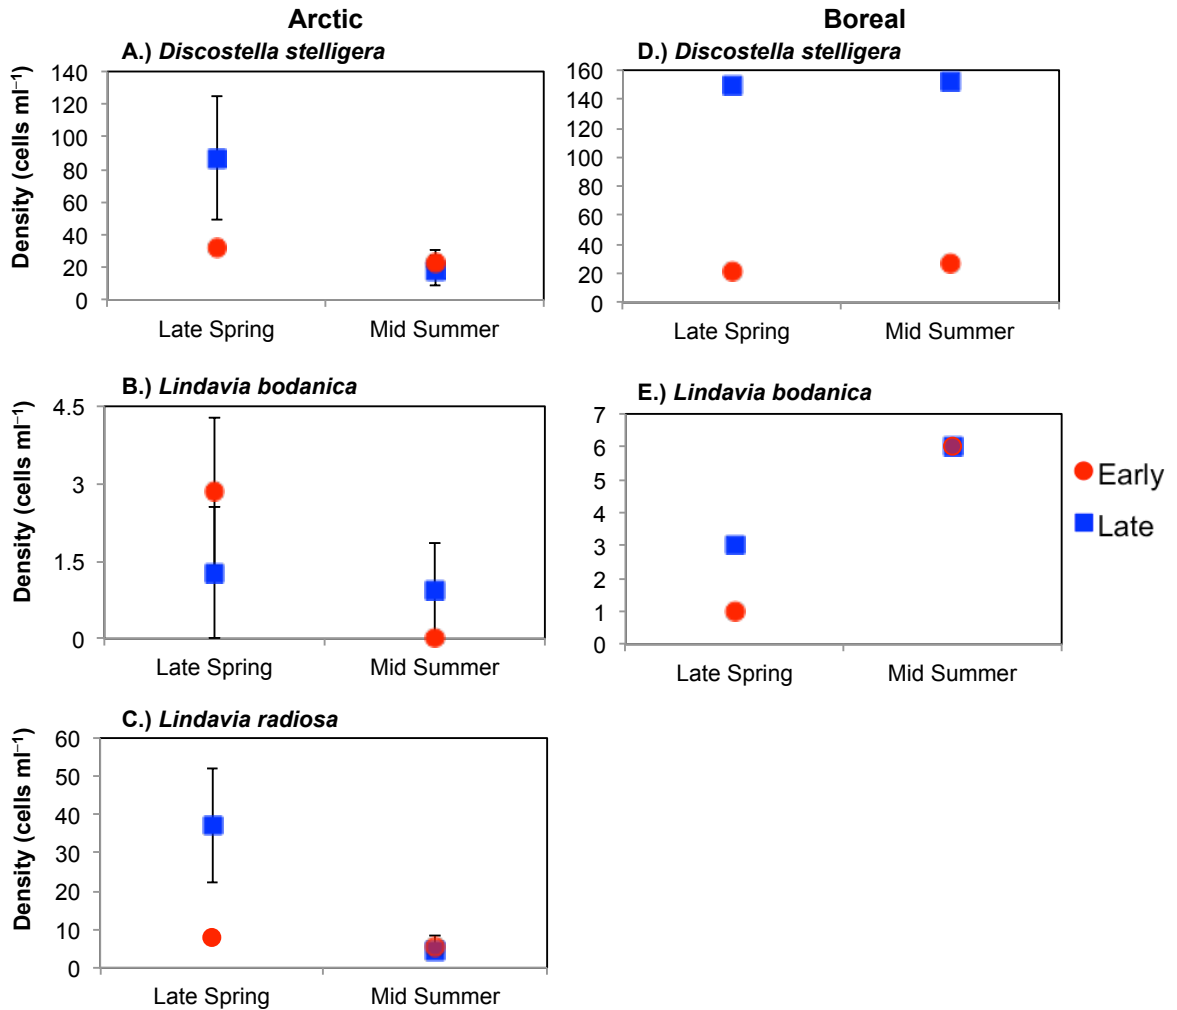 Arctic
Boreal
A.) Discostella stelligera
Density (cells ml⁻¹)
140
120
100
80
60
40
20
0
Late Spring
Mid Summer
D.) Discostella stelligera
160
140
120
100
80
60
40
20
0
Late Spring
Mid Summer
B.) Lindavia bodanica
Density (cells ml⁻¹)
4.5
3
1.5
0
Late Spring
Mid Summer
E.) Lindavia bodanica
7
6
5
4
3
2
1
0
Late Spring
Mid Summer
Early
Late
C.) Lindavia radiosa
Density (cells ml⁻¹)
60
50
40
30
20
10
0
Late Spring
Mid Summer